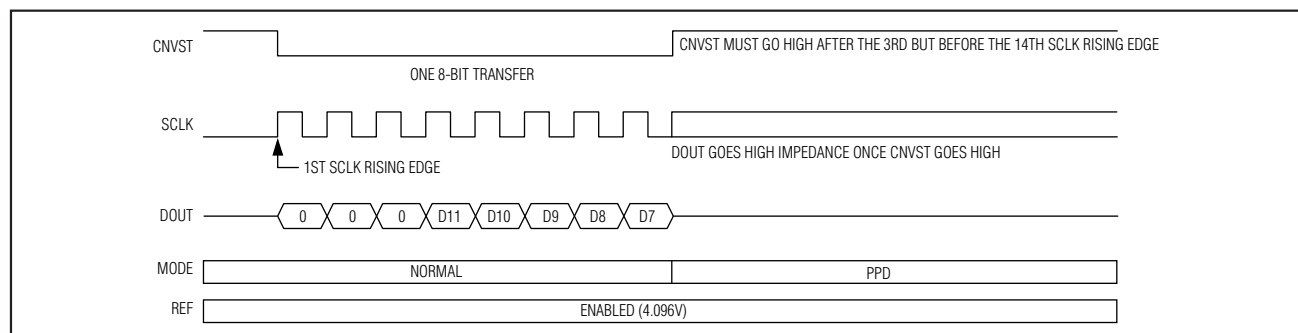 CNVST
CNVST MUST GO HIGH AFTER THE 3RD BUT BEFORE THE 14TH SCLK RISING EDGE
ONE 8-BIT TRANSFER
SCLK
DOUT GOES HIGH IMPEDANCE ONCE CNVST GOES HIGH
1ST SCLK RISING EDGE
DOUT 0 0 0 D11 D10 D9 D8 D7
MODE NORMAL PPD
REF ENABLED (4.096V)